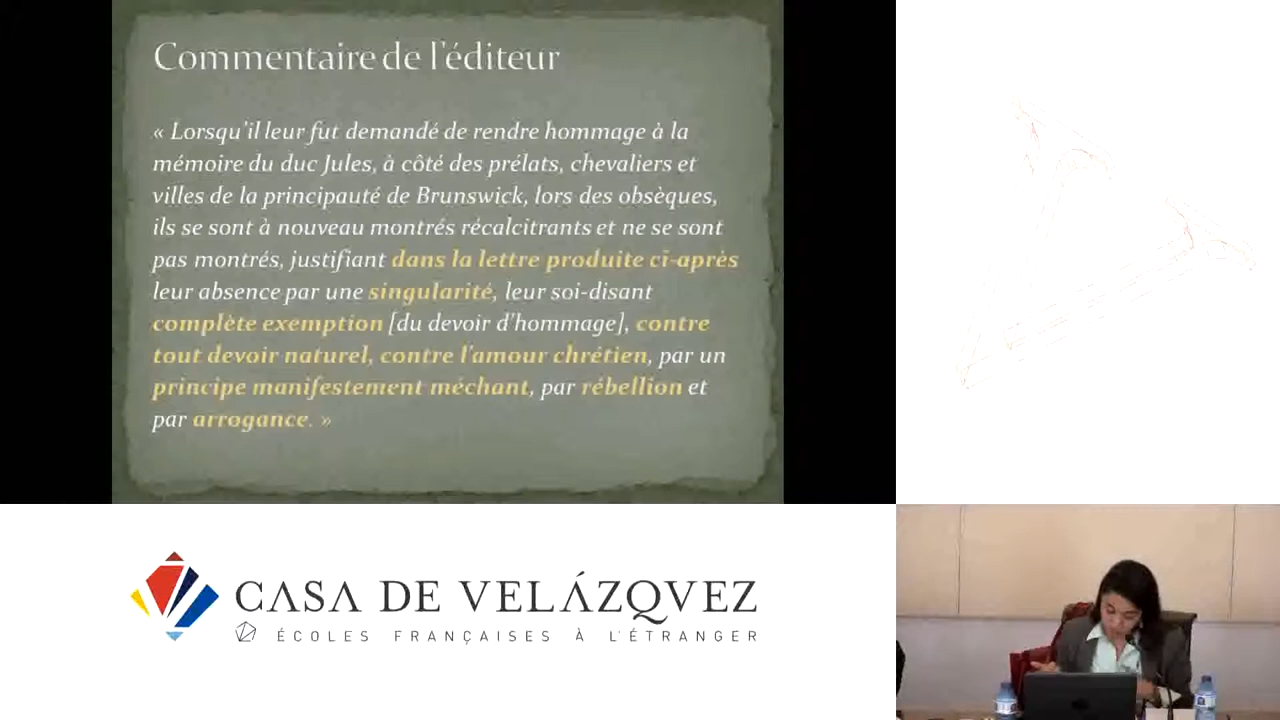 Commentaire de l'éditeur
« Lorsqu'il leur fut demandé de rendre hommage à la
mémoire du duc Jules, à côté des prélats, chevaliers et
villes de la principauté de Brunswick, lors des obsèques,
ils se sont à nouveau montrés récalcitrants et ne se sont
pas montrés, justifiant dans la lettre produite ci-après
leur absence par une singularité, leur soi-disant
complète exemption [du devoir d'hommage], contre
tout devoir naturel, contre l'amour chrétien, par un
principe manifestement méchant, par rébellion et
par arrogance. »
CASA DE VELÁZQVEZ
ÉCOLES FRANÇAISES À L'ÉTRANGER